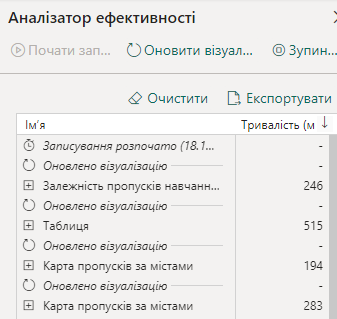 Аналізатор ефективності
Почати зап... Оновити візуал... Зупин...
Очистити Експортувати
Ім'я Тривалість (м ↓
Записування розпочато (18.1... -
Оновлено візуалізацію -
Залежність пропусків навчанн... 246
Оновлено візуалізацію -
Таблиця 515
Оновлено візуалізацію -
Карта пропусків за містами 194
Оновлено візуалізацію -
Карта пропусків за містами 283